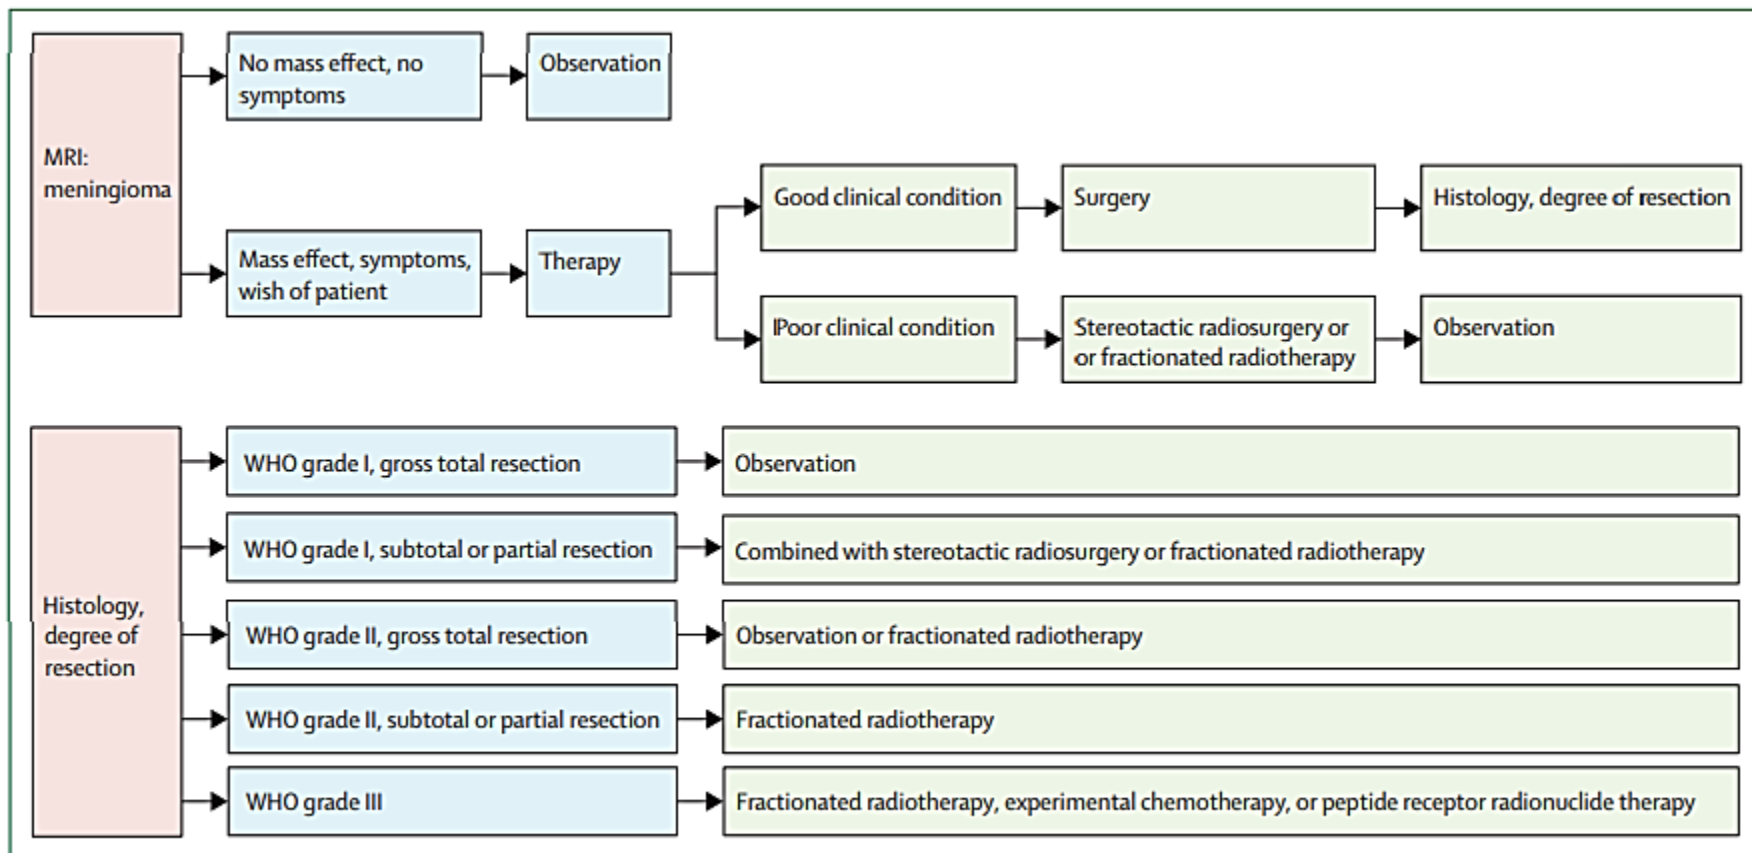 MRI:
meningioma
No mass effect, no
symptoms
Observation
Mass effect, symptoms,
wish of patient
Therapy
Good clinical condition
Surgery
Histology, degree of resection
Poor clinical condition
Stereotactic radiosurgery or
or fractionated radiotherapy
Observation
Histology,
degree of
resection
WHO grade I, gross total resection
Observation
WHO grade I, subtotal or partial resection
Combined with stereotactic radiosurgery or fractionated radiotherapy
WHO grade II, gross total resection
Observation or fractionated radiotherapy
WHO grade II, subtotal or partial resection
Fractionated radiotherapy
WHO grade III
Fractionated radiotherapy, experimental chemotherapy, or peptide receptor radionuclide therapy